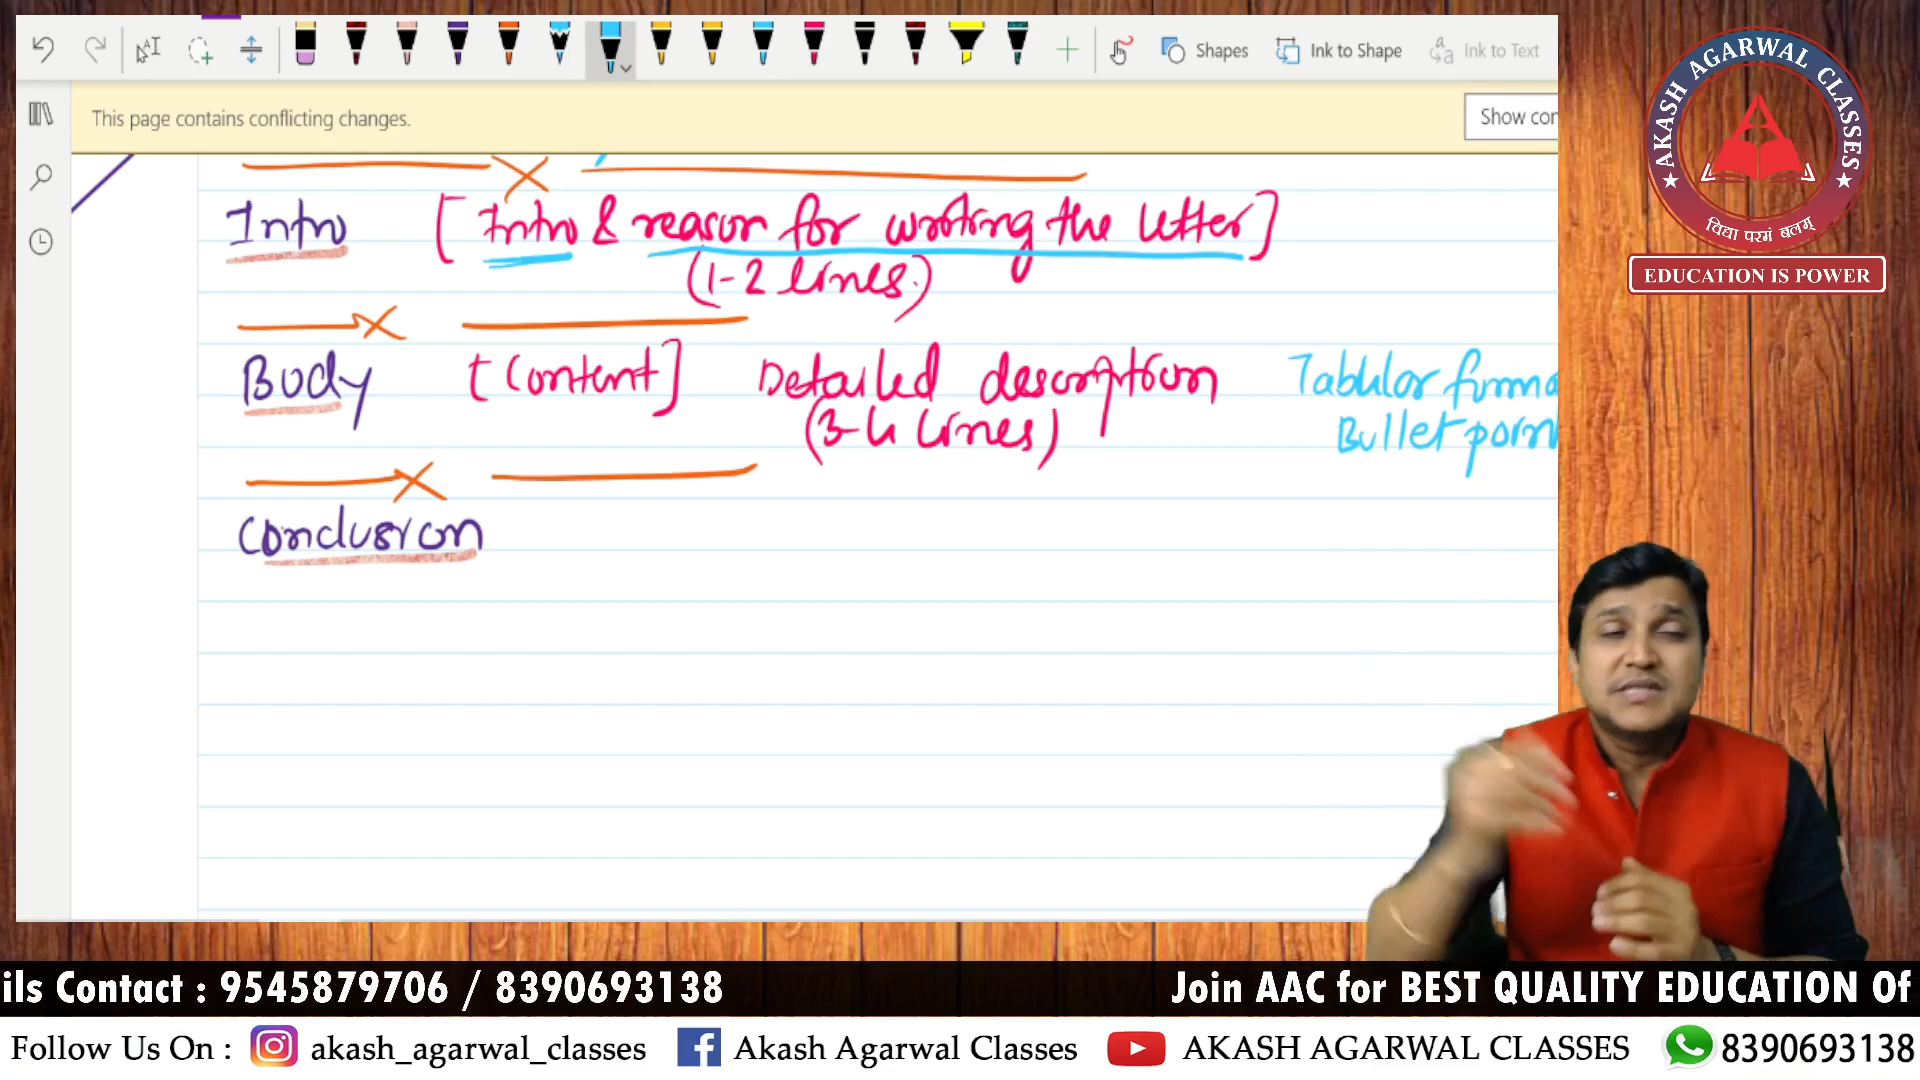 Shapes
Ink to Shape
Ink to Text
This page contains conflicting changes.
Show con
Intro [Intro & reason for writing the letter]
(1-2 lines.)
Body [Content] Detailed description Tabular forma
(3-4 lines) Bullet poin
Conclusion
AKASH AGARWAL CLASSES
विद्या परमं बलम्
EDUCATION IS POWER
ils Contact : 9545879706 / 8390693138 Join AAC for BEST QUALITY EDUCATION Of
Follow Us On : akash_agarwal_classes Akash Agarwal Classes AKASH AGARWAL CLASSES 8390693138